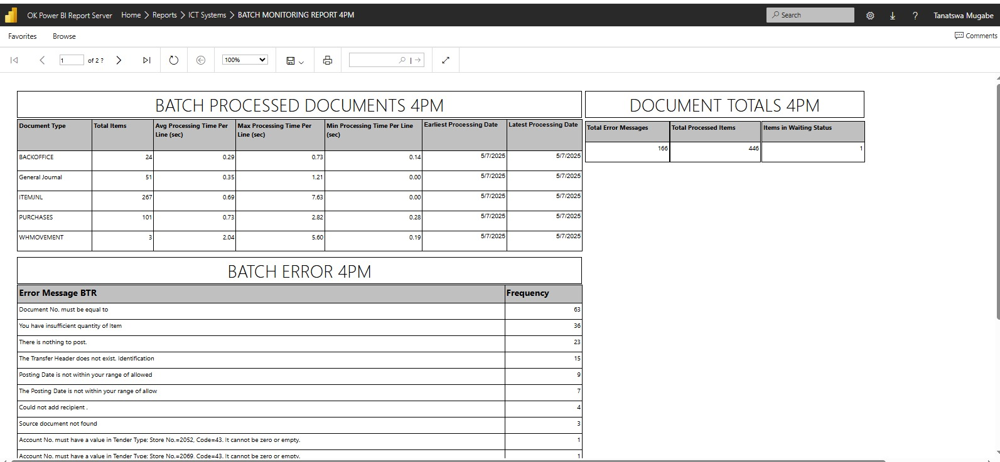 OK Power BI Report Server Home > Reports > ICT Systems > BATCH MONITORING REPORT 4PM Search ? Tanatswa Mugabe
Favorites Browse Comments
1 of 2 ? 100%
BATCH PROCESSED DOCUMENTS 4PM
Document Type Total Items Avg Processing Time Per Line (sec) Max Processing Time Per Line (sec) Min Processing Time Per Line (sec) Earliest Processing Date Latest Processing Date
BACKOFFICE 24 0.29 0.73 0.14 5/7/2025 5/7/2025
General Journal 51 0.35 1.21 0.00 5/7/2025 5/7/2025
ITEMJNL 267 0.69 7.63 0.00 5/7/2025 5/7/2025
PURCHASES 101 0.73 2.82 0.28 5/7/2025 5/7/2025
WHMOVEMENT 3 2.04 5.60 0.19 5/7/2025 5/7/2025
DOCUMENT TOTALS 4PM
Total Error Messages Total Processed Items Items in Waiting Status
166 446 1
BATCH ERROR 4PM
Error Message BTR Frequency
Document No. must be equal to 63
You have insufficient quantity of Item 36
There is nothing to post. 23
The Transfer Header does not exist. Identification 15
Posting Date is not within your range of allowed 9
The Posting Date is not within your range of allow 7
Could not add recipient . 4
Source document not found 3
Account No. must have a value in Tender Type: Store No.=2052, Code=43. It cannot be zero or empty. 1
Account No. must have a value in Tender Type: Store No.=2069, Code=43. It cannot be zero or empty. 1